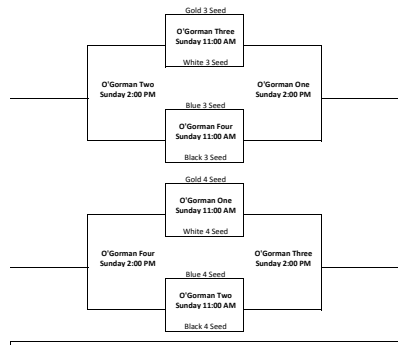 Gold 3 Seed
O'Gorman Three
Sunday 11:00 AM
White 3 Seed
O'Gorman Two
Sunday 2:00 PM
O'Gorman One
Sunday 2:00 PM
Blue 3 Seed
O'Gorman Four
Sunday 11:00 AM
Black 3 Seed
Gold 4 Seed
O'Gorman One
Sunday 11:00 AM
White 4 Seed
O'Gorman Four
Sunday 2:00 PM
O'Gorman Three
Sunday 2:00 PM
Blue 4 Seed
O'Gorman Two
Sunday 11:00 AM
Black 4 Seed